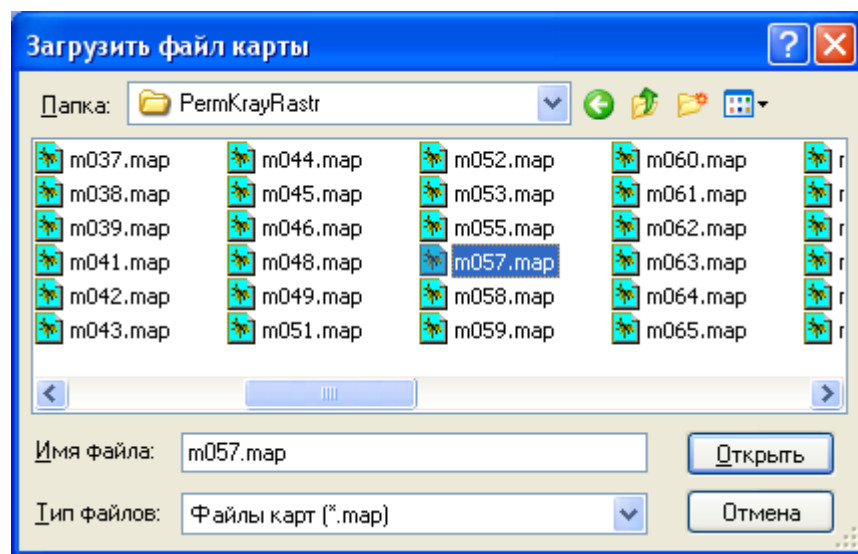 Загрузить файл карты
Папка: PermKrayRastr
m037.map m044.map m052.map m060.map
m038.map m045.map m053.map m061.map
m039.map m046.map m055.map m062.map
m041.map m048.map m057.map m063.map
m042.map m049.map m058.map m064.map
m043.map m051.map m059.map m065.map
Имя файла: m057.map Открыть
Тип файлов: Файлы карт (*.map) Отмена